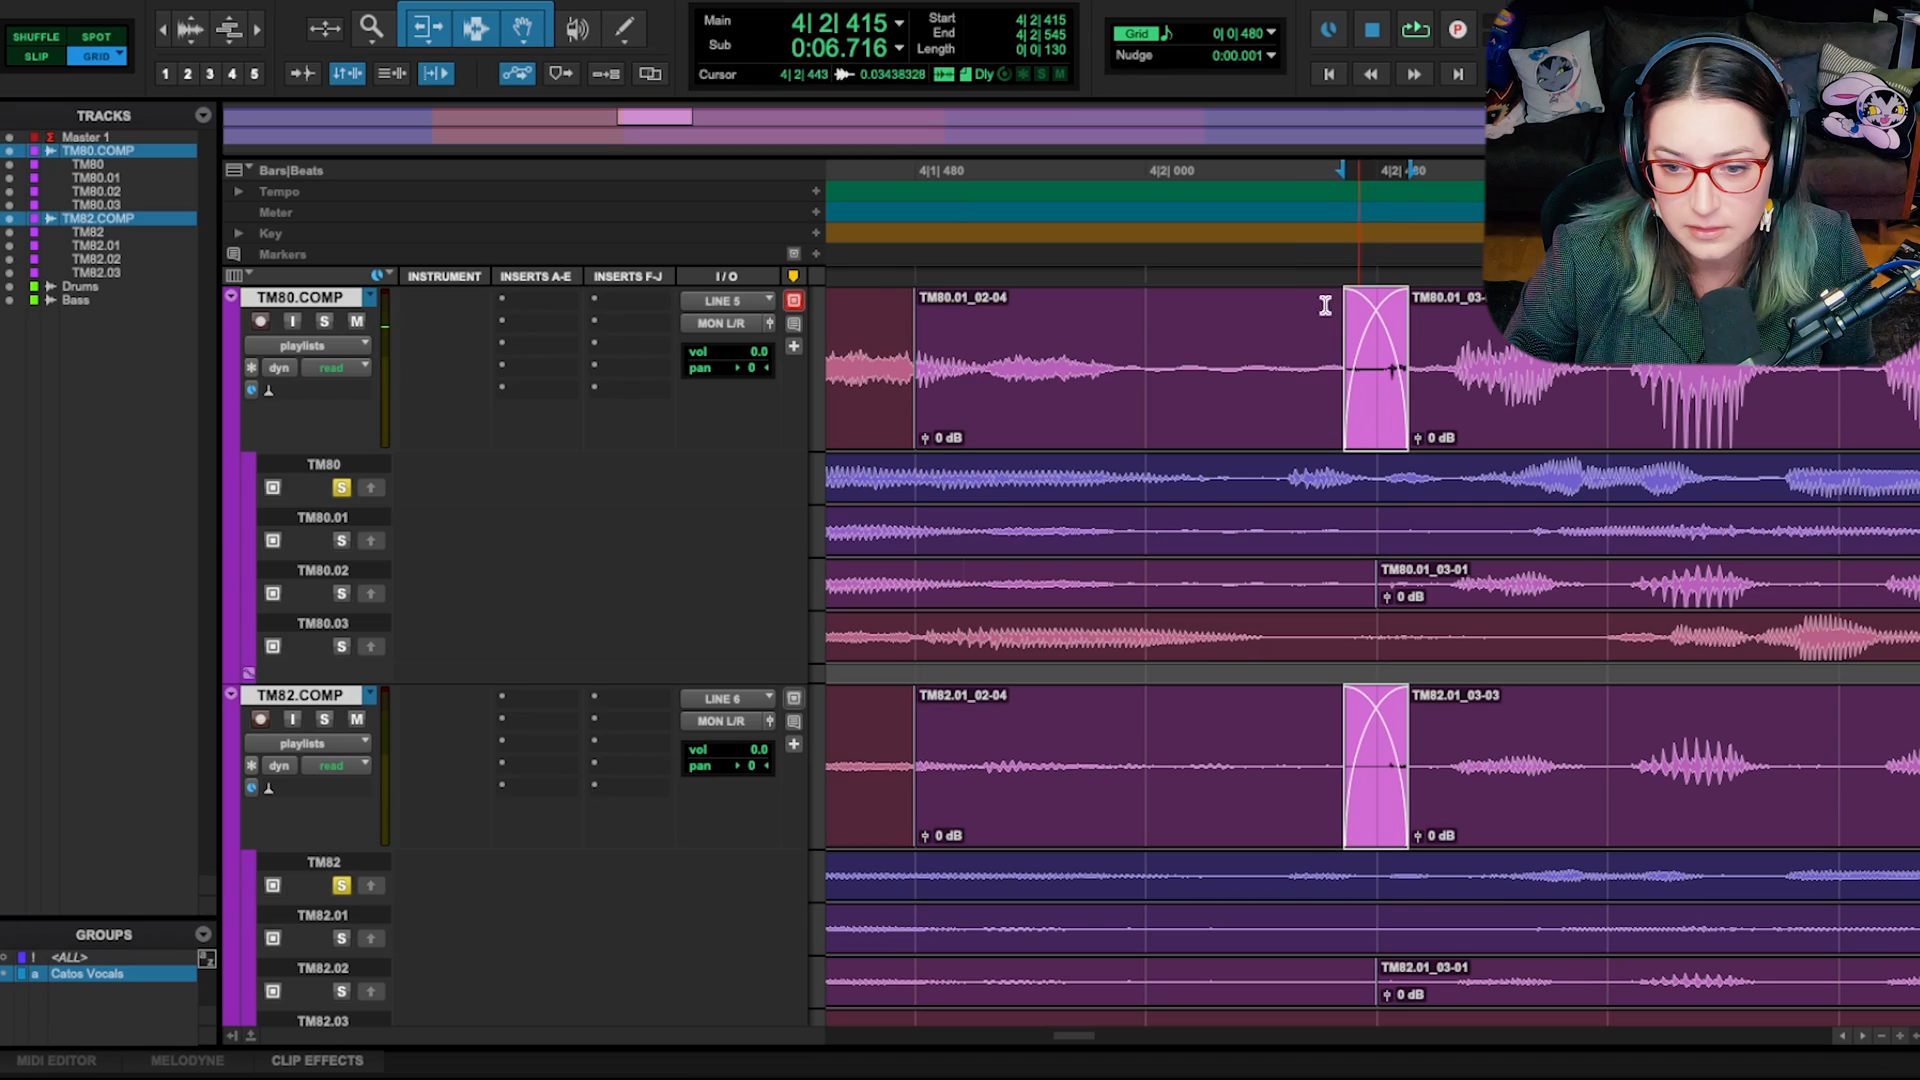 SHUFFLE SPOT
SLIP GRID
1 2 3 4 5
Main 4| 2| 415
Sub 0:06.716
Start 4| 2| 415
End 4| 2| 545
Length 0| 0| 130
Cursor 4| 2| 443 0.03438328 Dly S M
Grid 0| 0| 480
Nudge 0:00.001
P
TRACKS
Master 1
TM80.COMP
TM80
TM80.01
TM80.02
TM80.03
TM82.COMP
TM82
TM82.01
TM82.02
TM82.03
Drums
Bass
GROUPS
! <ALL>
a Catos Vocals
a z
Bars|Beats
Tempo
Meter
Key
Markers
4|1| 480 4|2| 000
INSTRUMENT INSERTS A-E INSERTS F-J I / O
TM80.COMP
I S M
playlists
dyn read
LINE 5
MON L/R
vol 0.0
pan 0
TM80.01_02-04
0 dB
0 dB
TM80
S
TM80.01
S
TM80.02
S
TM80.01_03-01
0 dB
TM80.03
S
TM82.COMP
I S M
playlists
dyn read
LINE 6
MON L/R
vol 0.0
pan 0
TM82.01_02-04
0 dB
TM82.01_03-03
0 dB
TM82
S
TM82.01
S
TM82.02
S
TM82.01_03-01
0 dB
TM82.03
MIDI EDITOR MELODYNE CLIP EFFECTS